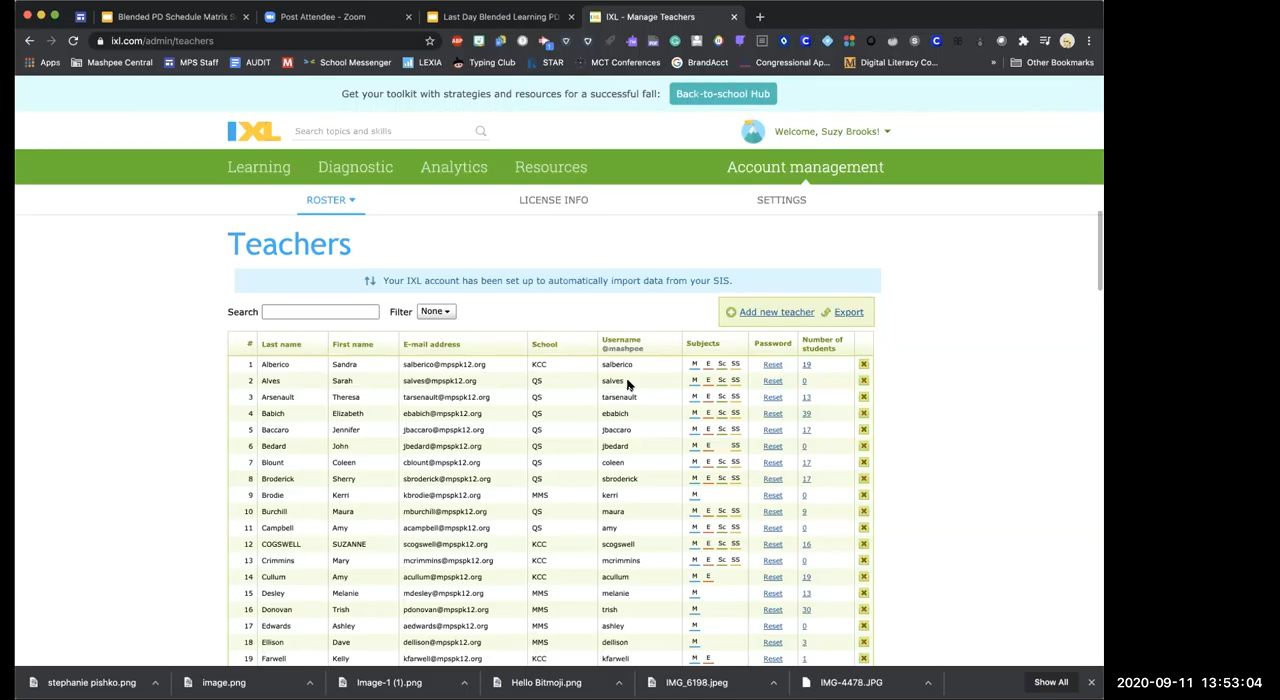 Blended PD Schedule Matrix S
Post Attendee - Zoom
Last Day Blended Learning PD
IXL - Manage Teachers
ixl.com/admin/teachers
Apps
Mashpee Central
MPS Staff
AUDIT
School Messenger
LEXIA
Typing Club
STAR
MCT Conferences
BrandAcct
Congressional Ap...
Digital Literacy Co...
»
Other Bookmarks
Get your toolkit with strategies and resources for a successful fall: Back-to-school Hub
IXL
Search topics and skills
Welcome, Suzy Brooks!
Learning Diagnostic Analytics Resources Account management
ROSTER LICENSE INFO SETTINGS
Teachers
Your IXL account has been set up to automatically import data from your SIS.
Search Filter None Add new teacher Export
# Last name First name E-mail address School Username @mashpee Subjects Password Number of students
1 Alberico Sandra salberico@mpspk12.org KCC salberico M E Sc SS Reset 19
2 Alves Sarah salves@mpspk12.org QS salves M E Sc SS Reset 0
3 Arsenault Theresa tarsenault@mpspk12.org QS tarsenault M E Sc SS Reset 13
4 Babich Elizabeth ebabich@mpspk12.org QS ebabich M E Sc SS Reset 39
5 Baccaro Jennifer jbaccaro@mpspk12.org QS jbaccaro M E Sc SS Reset 17
6 Bedard John jbedard@mpspk12.org QS jbedard M E SS Reset 0
7 Blount Coleen cblount@mpspk12.org QS coleen M E Sc SS Reset 17
8 Broderick Sherry sbroderick@mpspk12.org QS sbroderick M E Sc SS Reset 17
9 Brodie Kerri kbrodie@mpspk12.org MMS kerri M Reset 0
10 Burchill Maura mburchill@mpspk12.org QS maura M E Sc SS Reset 9
11 Campbell Amy acampbell@mpspk12.org QS amy M E Sc SS Reset 0
12 COGSWELL SUZANNE scogswell@mpspk12.org KCC scogswell M E Sc SS Reset 16
13 Crimmins Mary mcrimmins@mpspk12.org KCC mcrimmins M E Sc SS Reset 0
14 Cullum Amy acullum@mpspk12.org KCC acullum M E Reset 19
15 Desley Melanie mdesley@mpspk12.org MMS melanie M Reset 13
16 Donovan Trish pdonovan@mpspk12.org MMS trish M Reset 30
17 Edwards Ashley aedwards@mpspk12.org MMS ashley M Reset 0
18 Ellison Dave dellison@mpspk12.org MMS dellison M Reset 3
19 Farwell Kelly kfarwell@mpspk12.org KCC kfarwell M E Reset 1
stephanie pishko.png
image.png
Image-1 (1).png
Hello Bitmoji.png
IMG_6198.jpeg
IMG-4478.JPG
Show All
2020-09-11 13:53:04